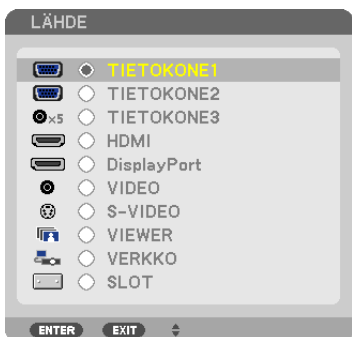 LÄHDE
TIETOKONE1
TIETOKONE2
×5 TIETOKONE3
HDMI
DisplayPort
VIDEO
S-VIDEO
VIEWER
VERKKO
SLOT
ENTER EXIT